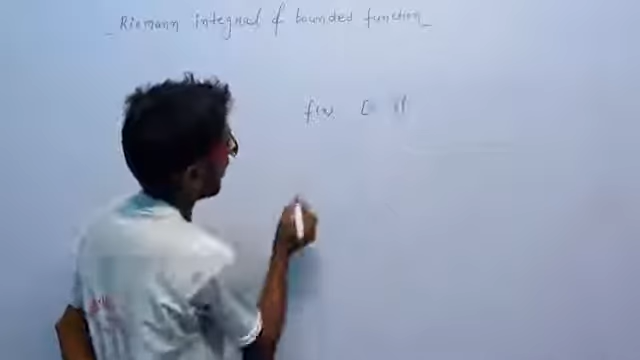 Riemann integral of bounded function
f(x)